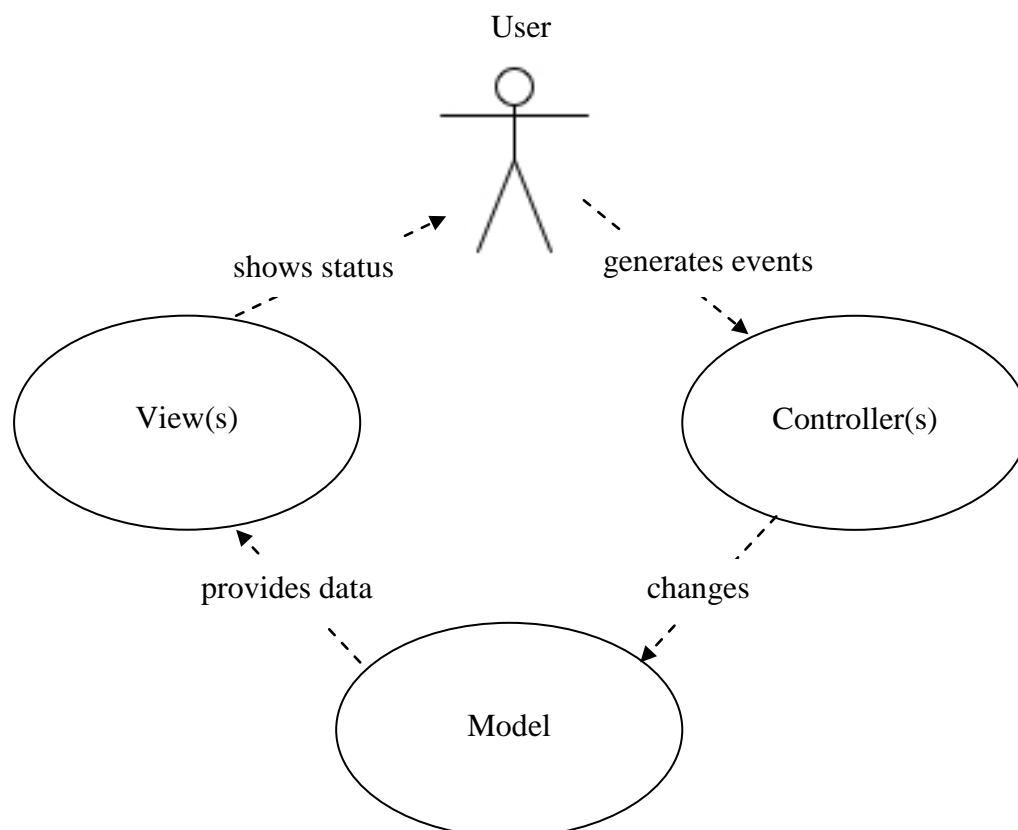 User
shows status
generates events
View(s)
Controller(s)
provides data
changes
Model